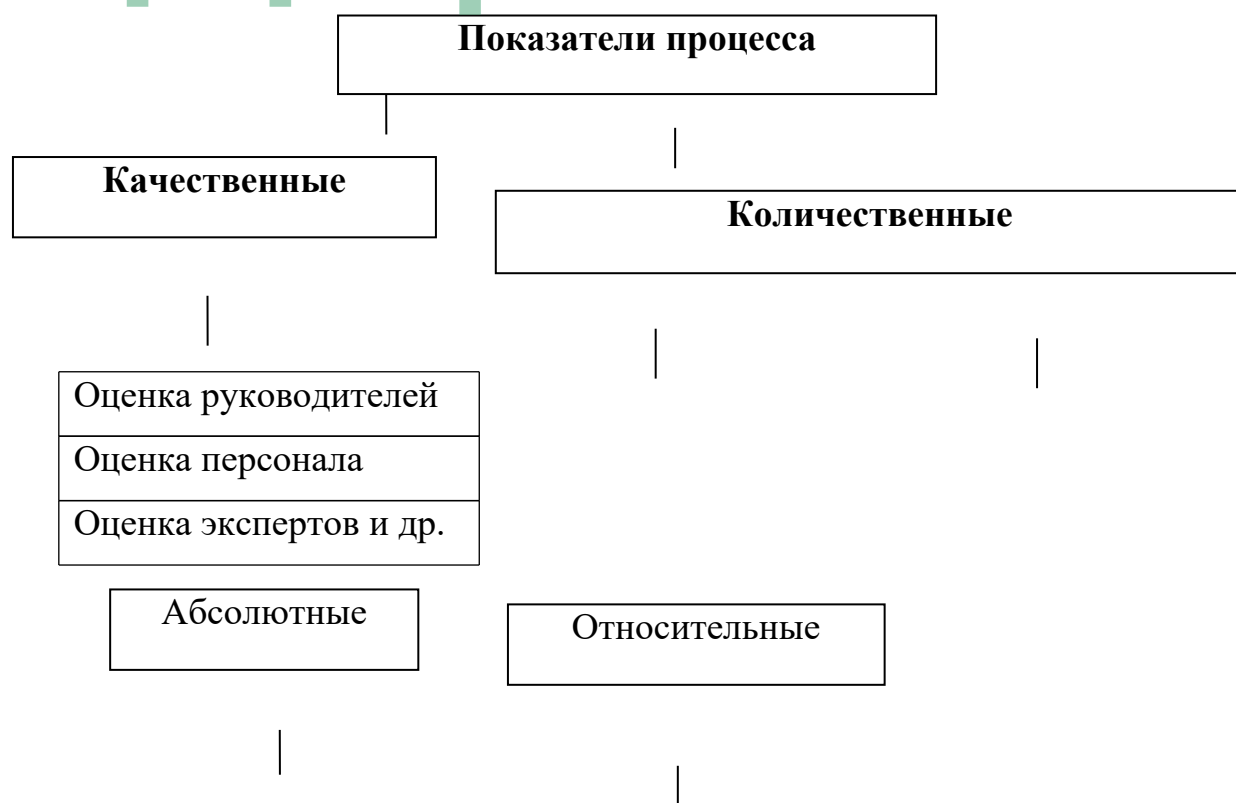 Показатели процесса
Качественные
Количественные
Оценка руководителей
Оценка персонала
Оценка экспертов и др.
Абсолютные
Относительные